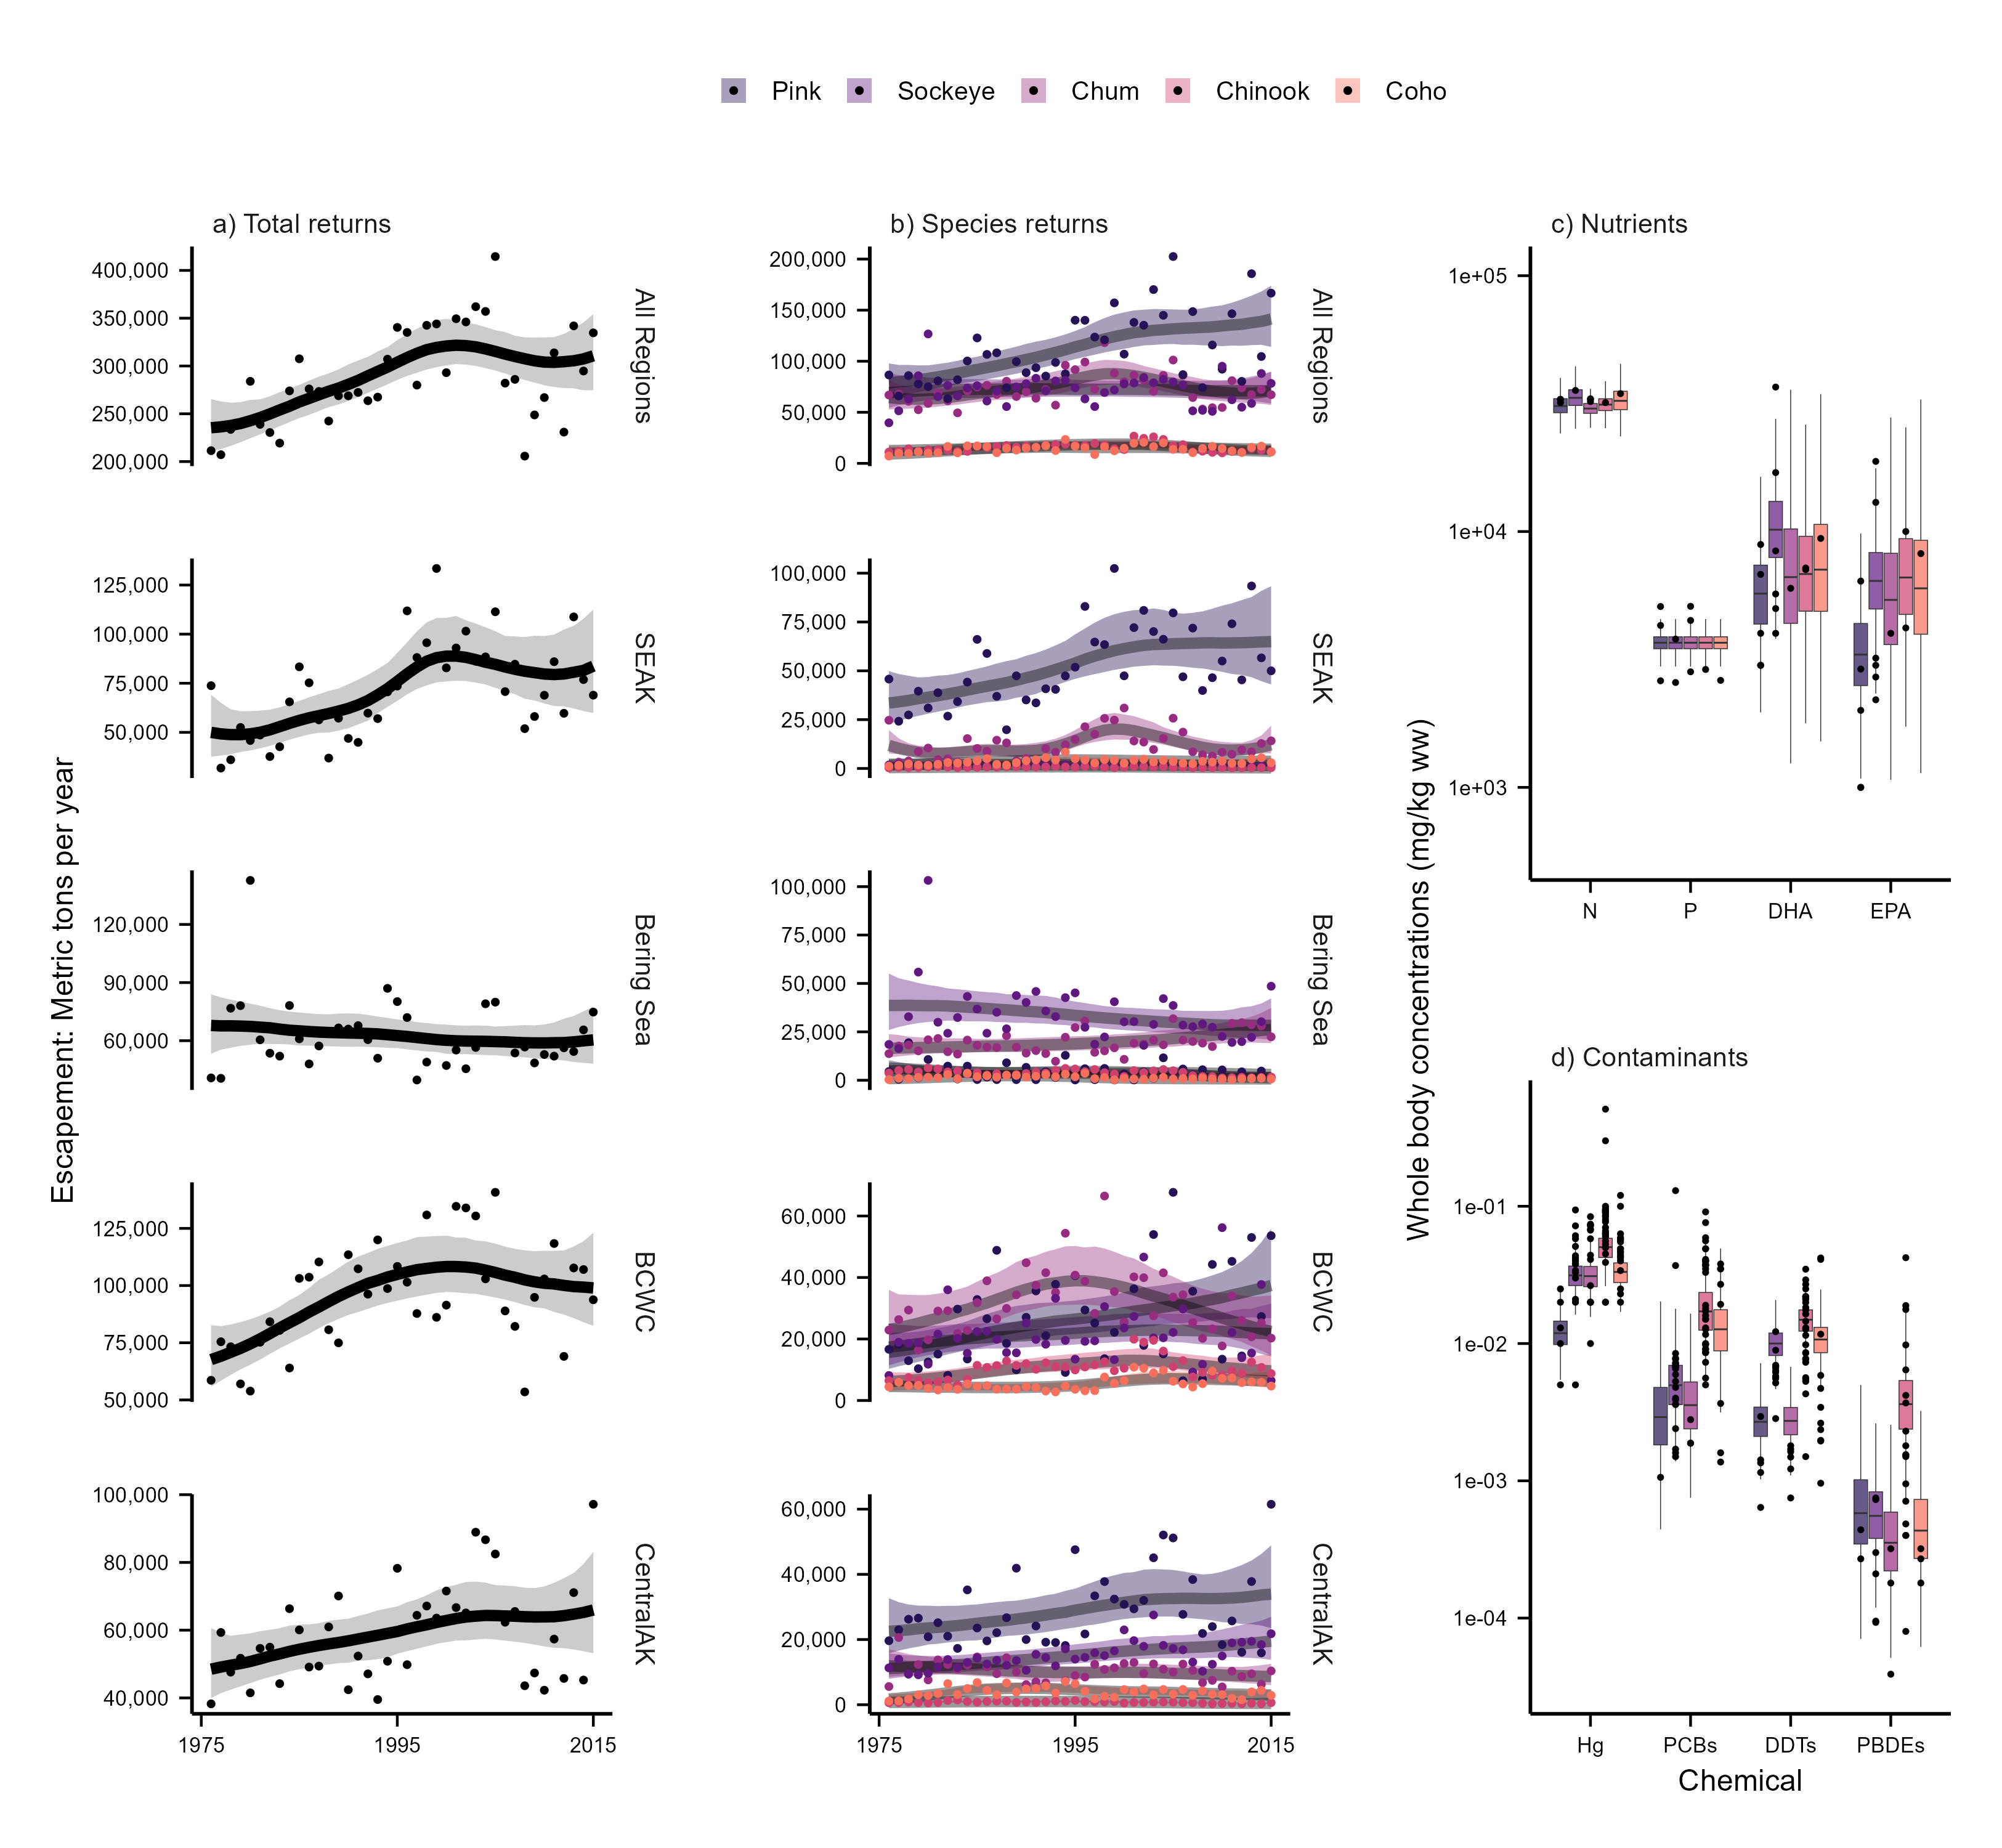 Pink Sockeye Chum Chinook Coho
a) Total returns
400,000
350,000
300,000
250,000
200,000
All Regions
125,000
100,000
75,000
50,000
SEAK
120,000
90,000
60,000
Bering Sea
125,000
100,000
75,000
50,000
BCWC
100,000
80,000
60,000
40,000
CentralAK
1975 1995 2015
Escapement: Metric tons per year
b) Species returns
200,000
150,000
100,000
50,000
0
All Regions
100,000
75,000
50,000
25,000
0
SEAK
100,000
75,000
50,000
25,000
0
Bering Sea
60,000
40,000
20,000
0
BCWC
60,000
40,000
20,000
0
CentralAK
1975 1995 2015
c) Nutrients
1e+05
1e+04
1e+03
N P DHA EPA
Whole body concentrations (mg/kg ww)
d) Contaminants
1e-01
1e-02
1e-03
1e-04
Hg PCBs DDTs PBDEs
Chemical